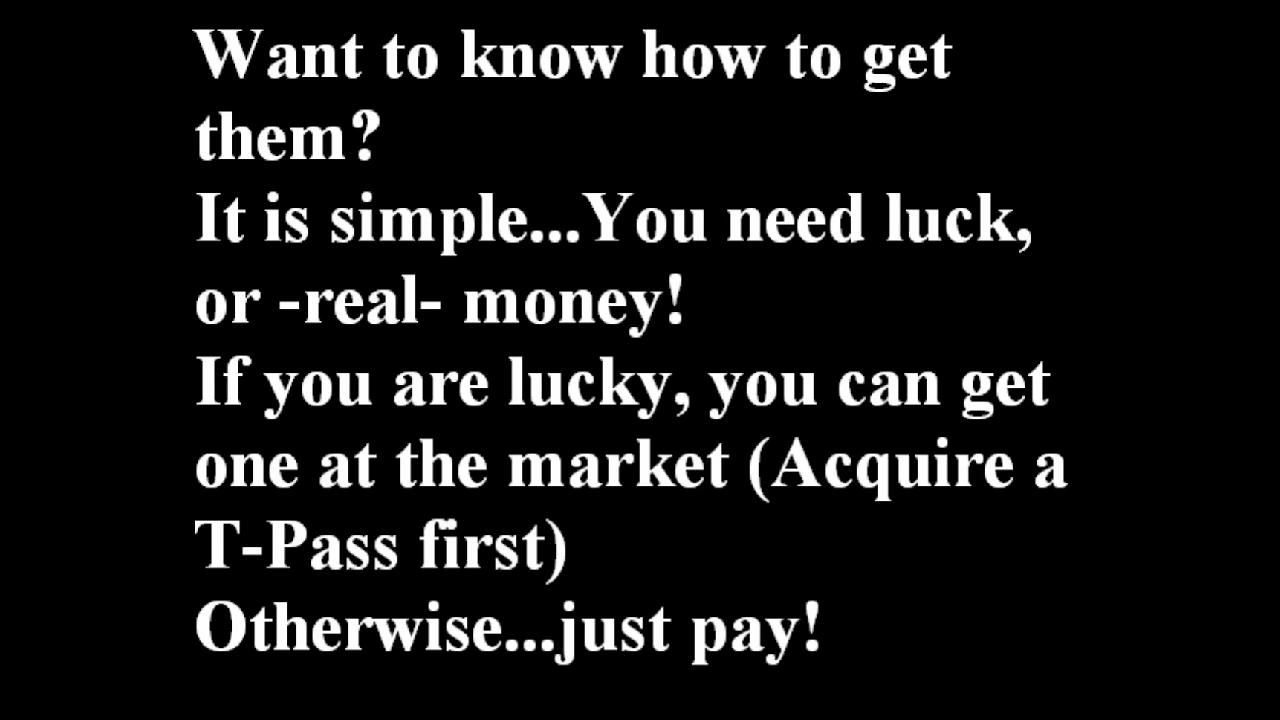 Want to know how to get
them?
It is simple...You need luck,
or -real- money!
If you are lucky, you can get
one at the market (Acquire a
T-Pass first)
Otherwise...just pay!